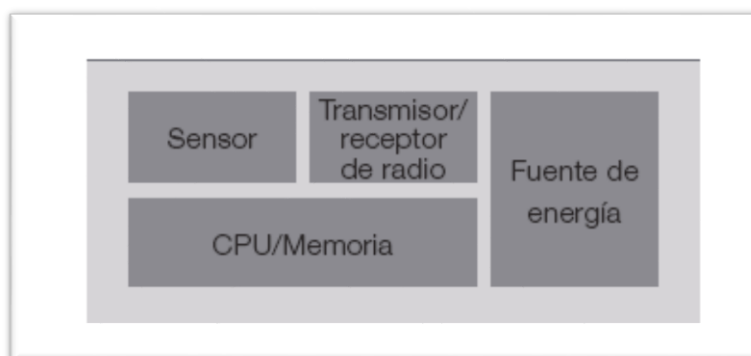 Sensor
Transmisor/
receptor
de radio
Fuente de
energía
CPU/Memoria